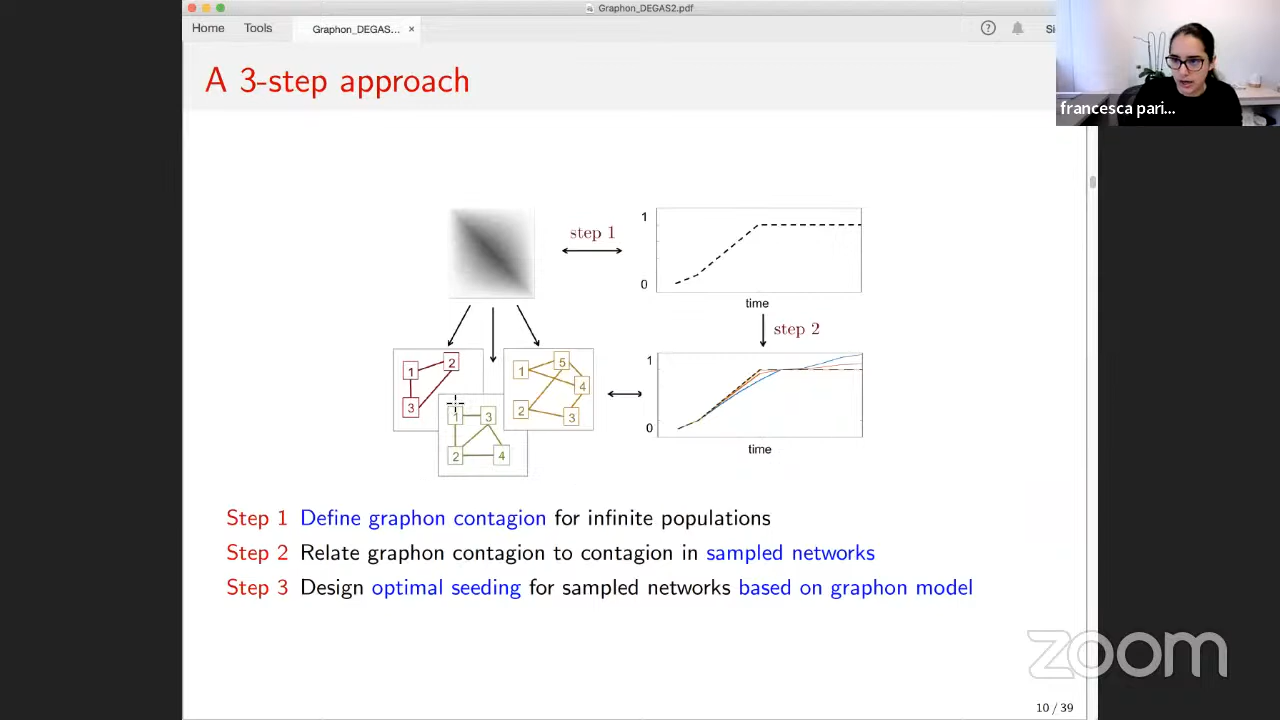 Graphon_DEGAS2.pdf
Home Tools Graphon_DEGAS... ×
francesca pari...
A 3-step approach
step 1
1
0
time
step 2
1 2 3
1 3 2 4
5 1 4 2 3
1
0
time
Step 1 Define graphon contagion for infinite populations
Step 2 Relate graphon contagion to contagion in sampled networks
Step 3 Design optimal seeding for sampled networks based on graphon model
zoom
10 / 39